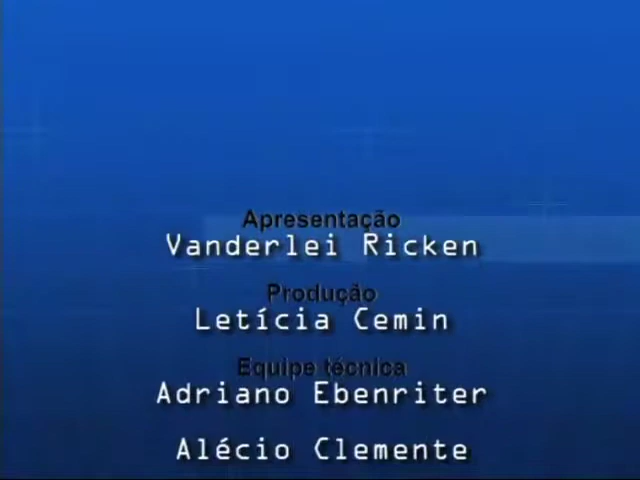 Apresentação
Vanderlei Ricken
Produção
Letícia Cemin
Equipe técnica
Adriano Ebenriter
Alécio Clemente